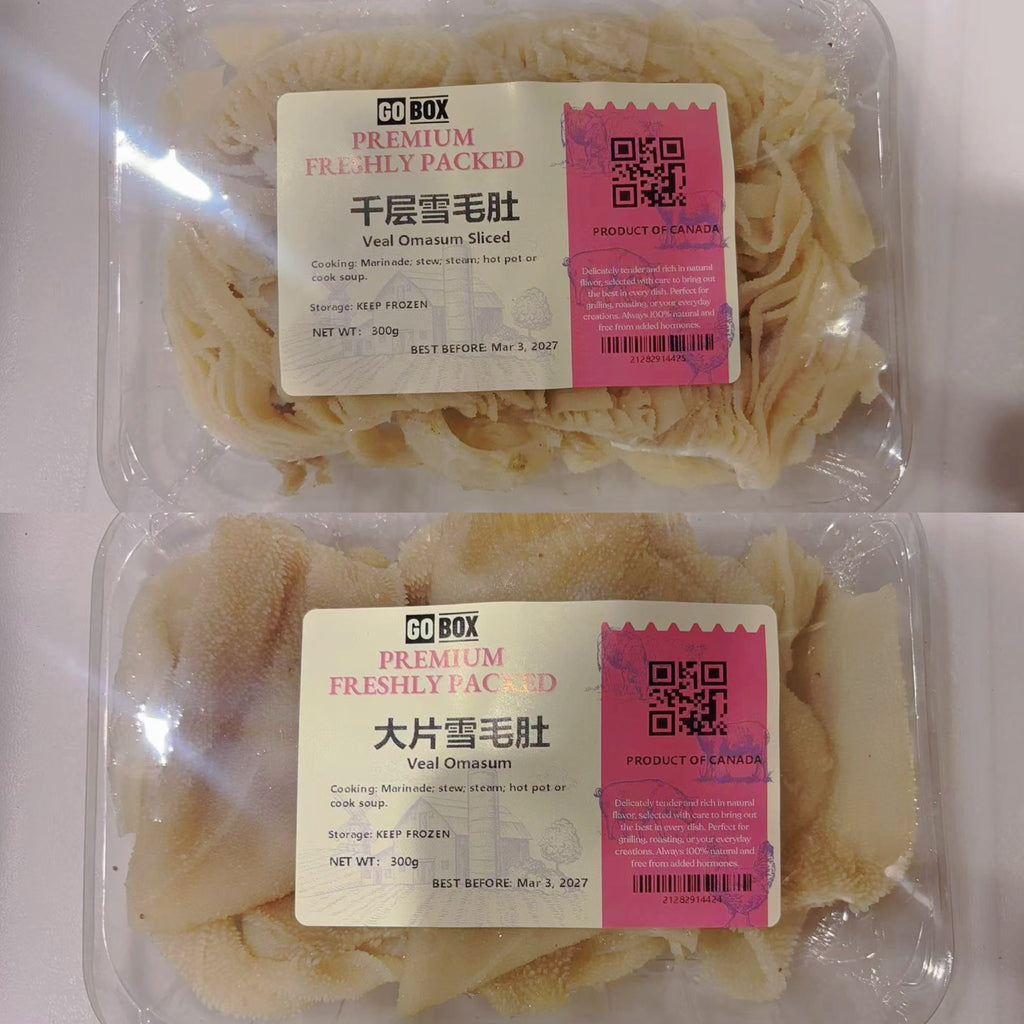 GO BOX
PREMIUM
FRESHLY PACKED
千层雪毛肚
Veal Omasum Sliced
Cooking: Marinade; stew; steam; hot pot or
cook soup.
Storage: KEEP FROZEN
NET WT: 300g
BEST BEFORE: Mar 3, 2027
PRODUCT OF CANADA
Delicately tender and rich in natural
flavor, selected with care to bring out
the best in every dish. Perfect for
grilling, roasting, or your everyday
creations. Always 100% natural and
free from added hormones.
21282914425
GO BOX
PREMIUM
FRESHLY PACKED
大片雪毛肚
Veal Omasum
Cooking: Marinade; stew; steam; hot pot or
cook soup.
Storage: KEEP FROZEN
NET WT: 300g
BEST BEFORE: Mar 3, 2027
PRODUCT OF CANADA
Delicately tender and rich in natural
flavor, selected with care to bring out
the best in every dish. Perfect for
grilling, roasting, or your everyday
creations. Always 100% natural and
free from added hormones.
21282914424